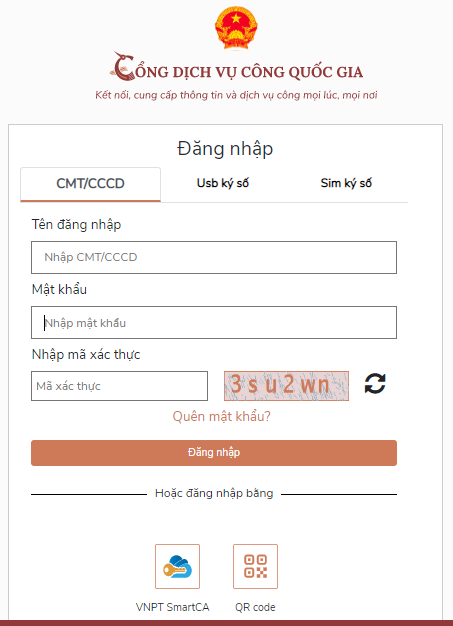 CỔNG DỊCH VỤ CÔNG QUỐC GIA
Kết nối, cung cấp thông tin và dịch vụ công mọi lúc, mọi nơi
Đăng nhập
CMT/CCCD
Usb ký số
Sim ký số
Tên đăng nhập
Nhập CMT/CCCD
Mật khẩu
Nhập mật khẩu
Nhập mã xác thực
Mã xác thực
3su2wn
Quên mật khẩu?
Đăng nhập
Hoặc đăng nhập bằng
VNPT SmartCA
QR code